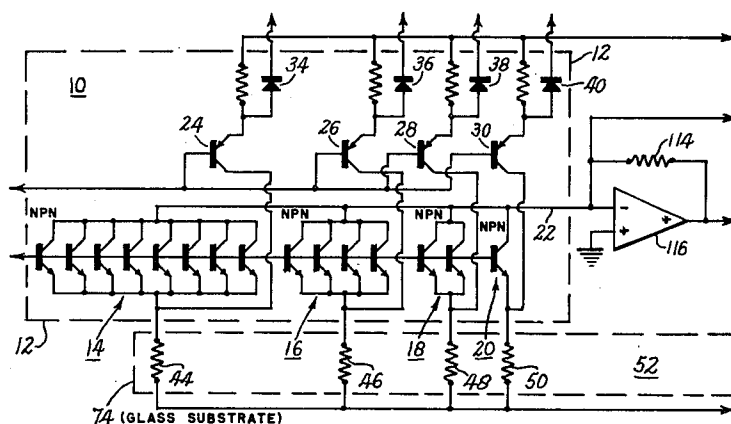 34 36 38 12
10 40
24 26 28 30
114
NPN NPN NPN NPN 22 116
12 14 16 18 20 52
44 46 48 50
74 (GLASS SUBSTRATE)
- + +